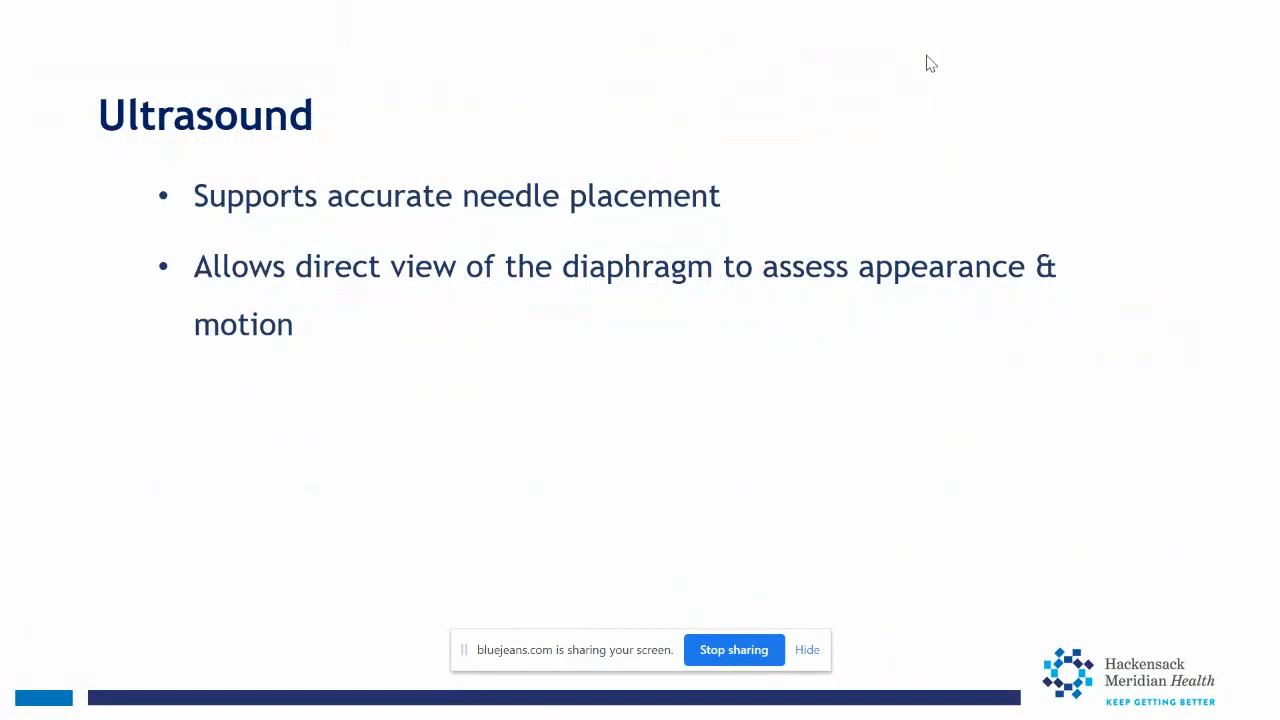 Ultrasound
• Supports accurate needle placement
• Allows direct view of the diaphragm to assess appearance &
motion
bluejeans.com is sharing your screen. Stop sharing Hide
Hackensack
Meridian Health
KEEP GETTING BETTER